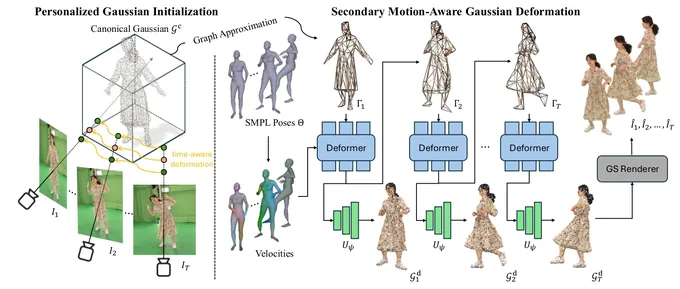 Personalized Gaussian Initialization
Secondary Motion-Aware Gaussian Deformation
Canonical Gaussian 𝒢ᶜ
Graph Approximation
time-aware
deformation
I₁
...
I₂
...
I_T
...
SMPL Poses Θ
...
Velocities
Γ₁
Γ₂
Γ_T
Deformer
Deformer
...
Deformer
U_ψ
U_ψ
U_ψ
𝒢₁ᵈ
𝒢₂ᵈ
𝒢_Tᵈ
Î₁, Î₂, ..., Î_T
GS Renderer